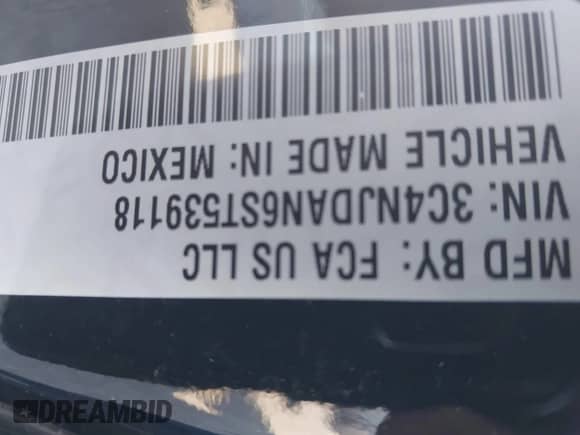 MFD BY: FCA US LLC
VIN: 3C4NJDAN6ST539118
VEHICLE MADE IN: MEXICO
DREAMBID